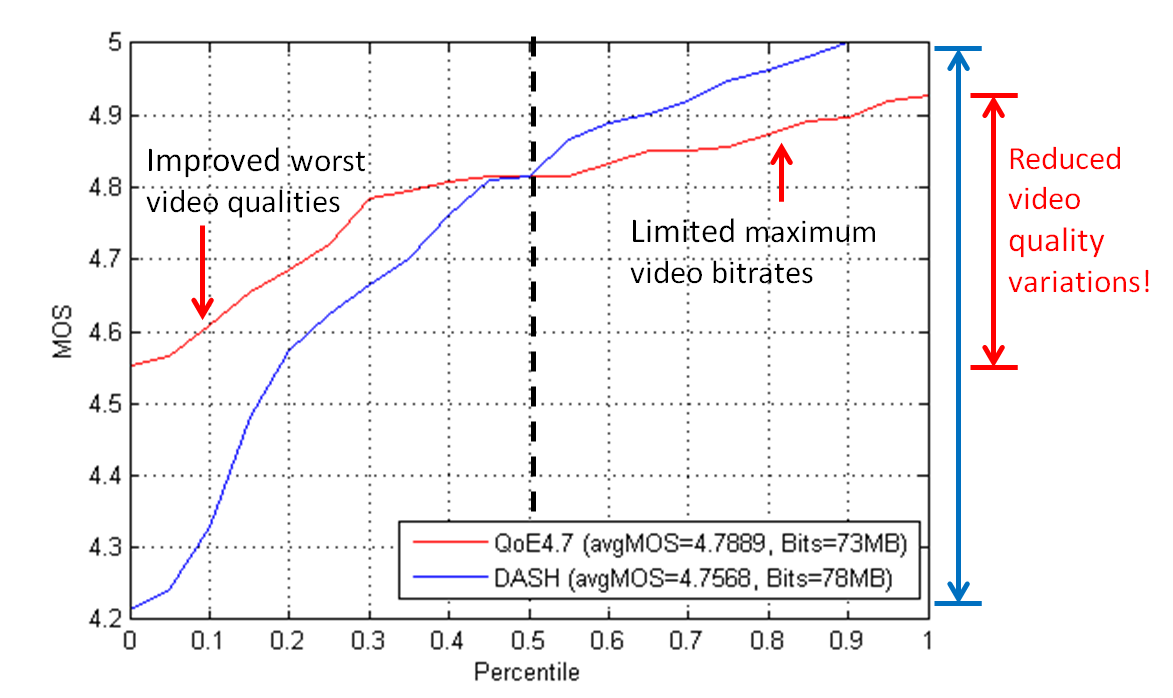 5
4.9
4.8
4.7
4.6
4.5
4.4
4.3
4.2
MOS
Improved worst
video qualities
Limited maximum
video bitrates
Reduced
video
quality
variations!
QoE4.7 (avgMOS=4.7889, Bits=73MB)
DASH (avgMOS=4.7568, Bits=78MB)
0 0.1 0.2 0.3 0.4 0.5 0.6 0.7 0.8 0.9 1
Percentile